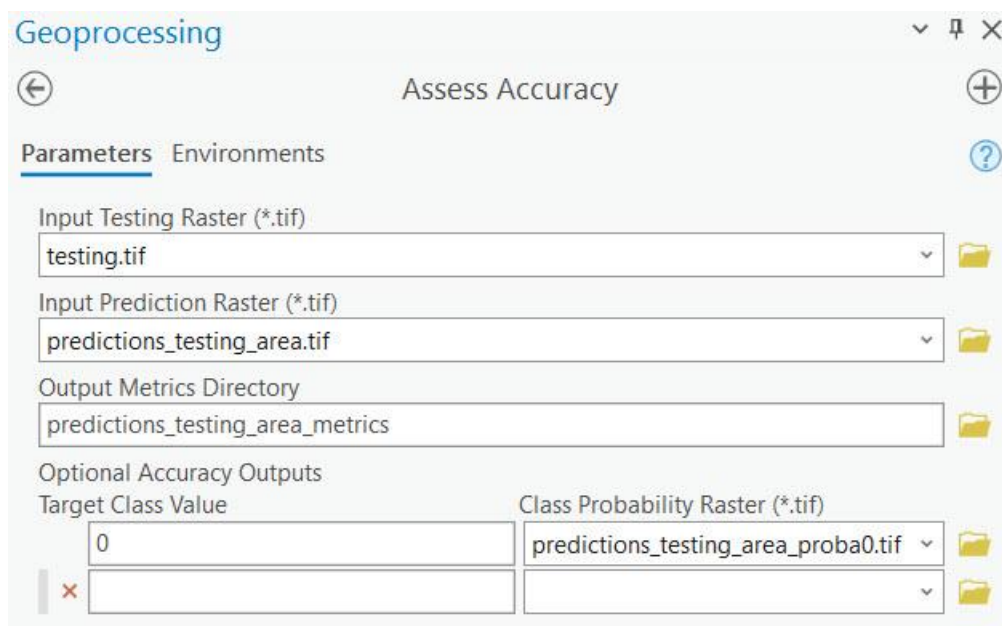 Geoprocessing
Assess Accuracy
Parameters Environments
Input Testing Raster (*.tif)
testing.tif
Input Prediction Raster (*.tif)
predictions_testing_area.tif
Output Metrics Directory
predictions_testing_area_metrics
Optional Accuracy Outputs
Target Class Value Class Probability Raster (*.tif)
0 predictions_testing_area_proba0.tif